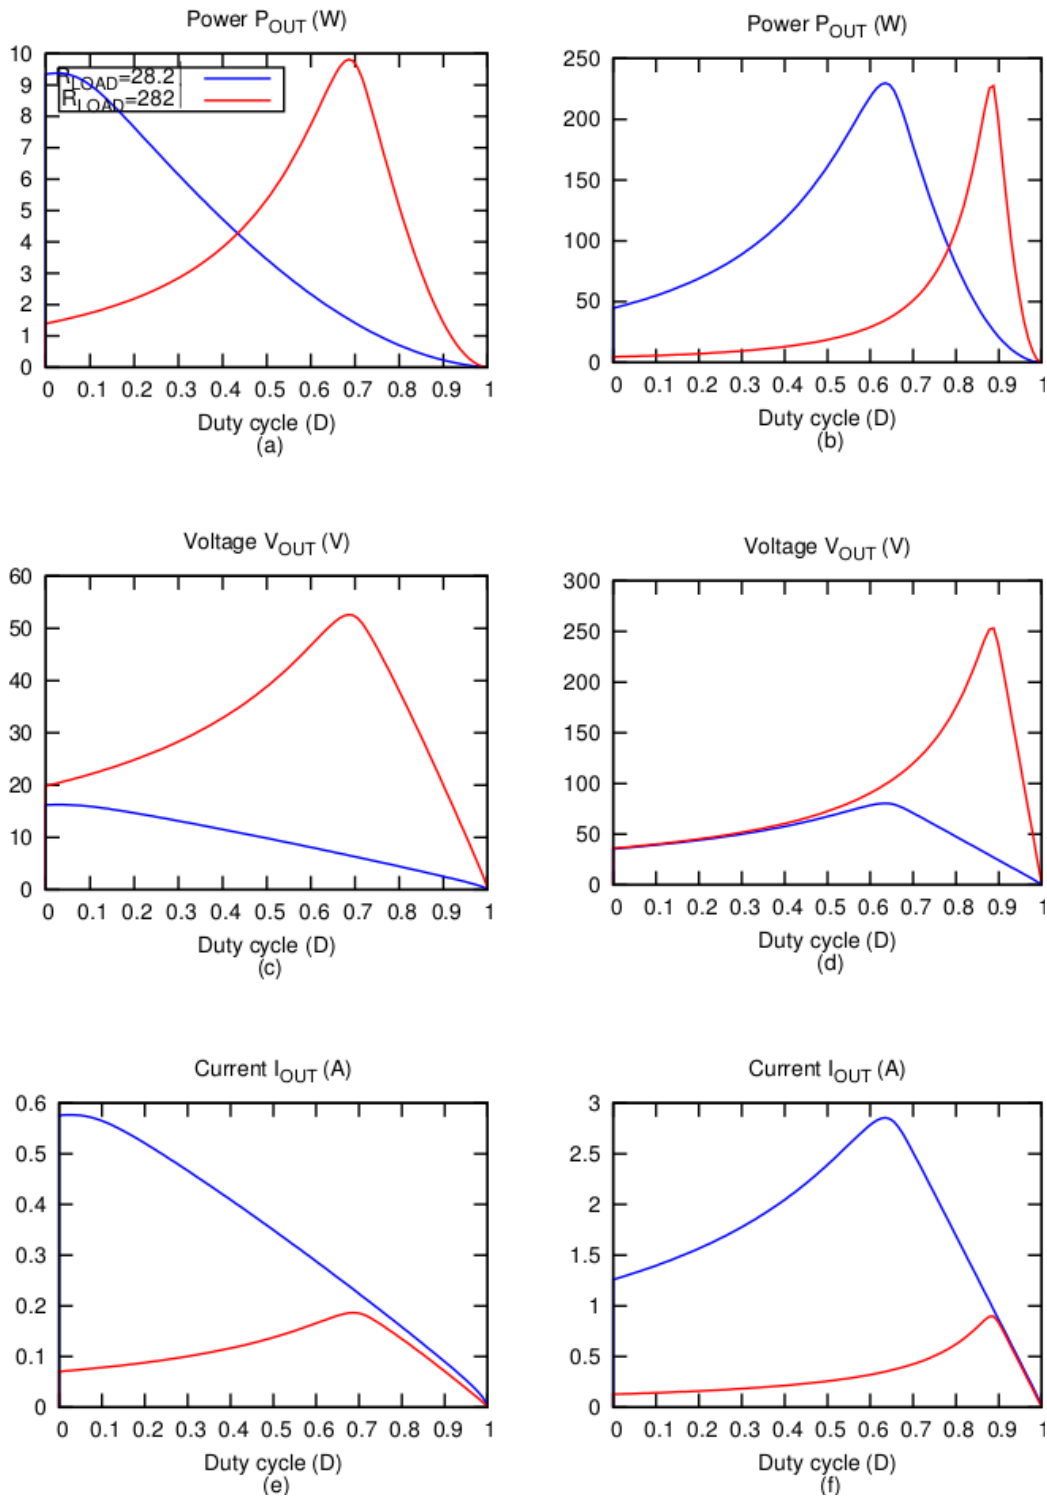 Power P_OUT (W)
10
9
8
7
6
5
4
3
2
1
0
R_LOAD=28.2
R_LOAD=282
0 0.1 0.2 0.3 0.4 0.5 0.6 0.7 0.8 0.9 1
Duty cycle (D)
(a)
Power P_OUT (W)
250
200
150
100
50
0
0 0.1 0.2 0.3 0.4 0.5 0.6 0.7 0.8 0.9 1
Duty cycle (D)
(b)
Voltage V_OUT (V)
60
50
40
30
20
10
0
0 0.1 0.2 0.3 0.4 0.5 0.6 0.7 0.8 0.9 1
Duty cycle (D)
(c)
Voltage V_OUT (V)
300
250
200
150
100
50
0
0 0.1 0.2 0.3 0.4 0.5 0.6 0.7 0.8 0.9 1
Duty cycle (D)
(d)
Current I_OUT (A)
0.6
0.5
0.4
0.3
0.2
0.1
0
0 0.1 0.2 0.3 0.4 0.5 0.6 0.7 0.8 0.9 1
Duty cycle (D)
(e)
Current I_OUT (A)
3
2.5
2
1.5
1
0.5
0
0 0.1 0.2 0.3 0.4 0.5 0.6 0.7 0.8 0.9 1
Duty cycle (D)
(f)